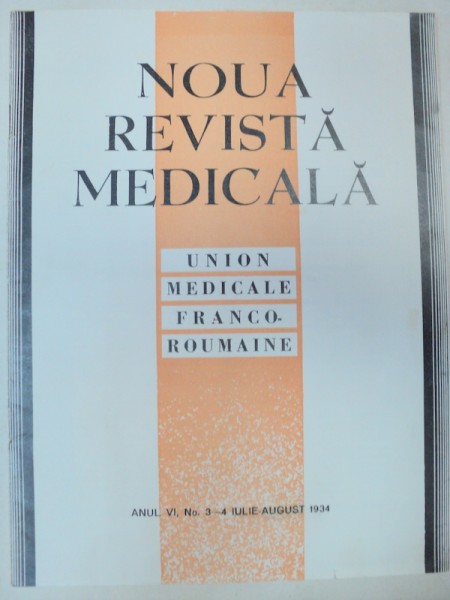 NOUA
REVISTĂ
MEDICALĂ
UNION
MEDICALE
FRANCO-
ROUMAINE
ANUL VI, No. 3-4 IULIE-AUGUST 1934